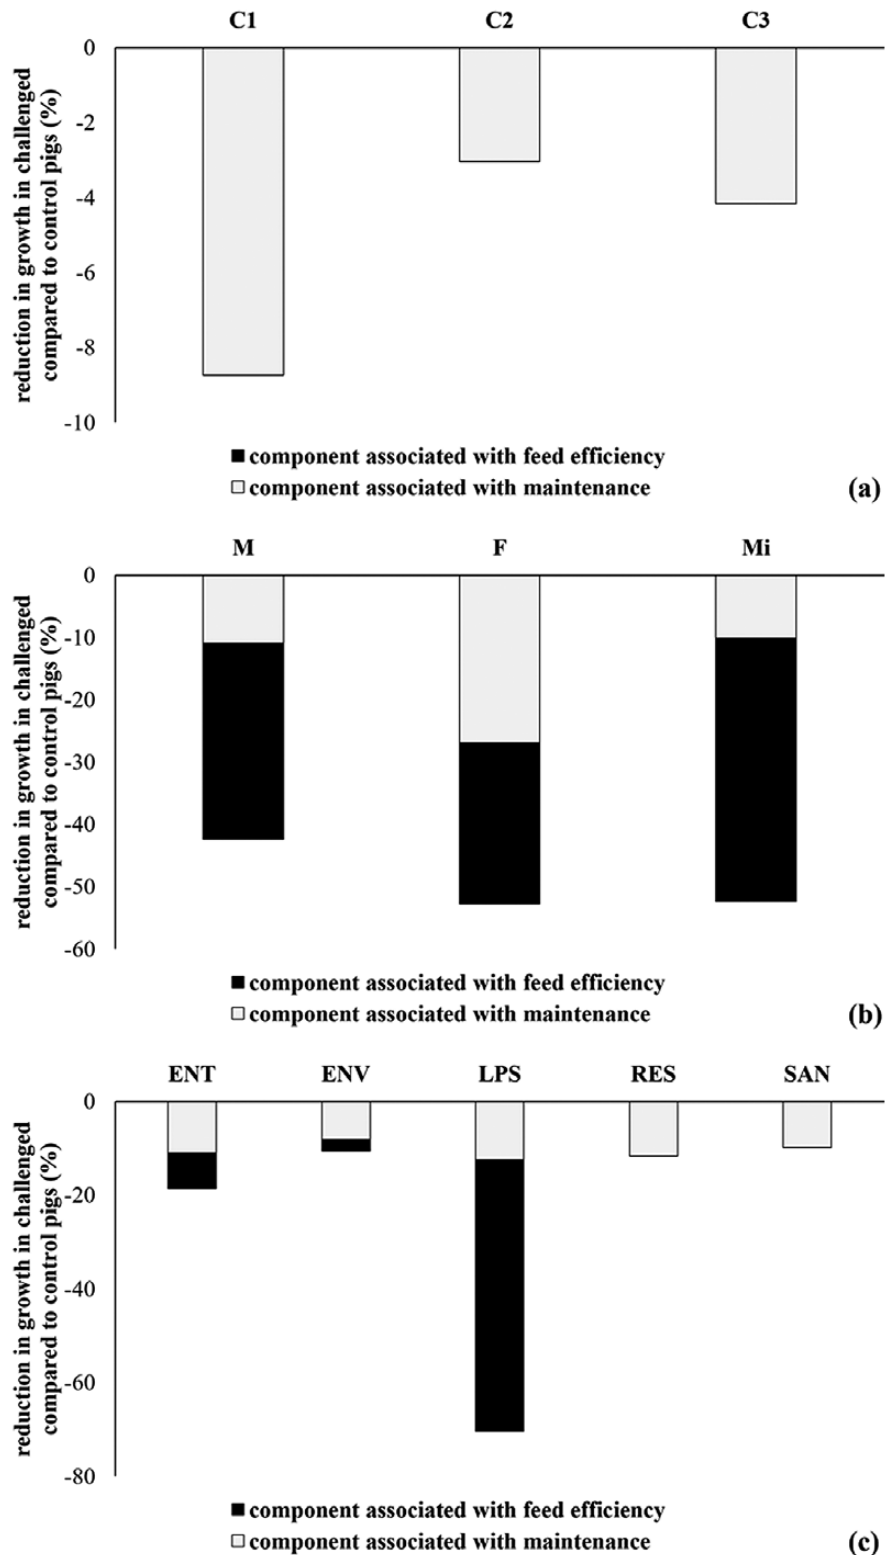 C1 C2 C3
0
-2
-4
-6
-8
-10
reduction in growth in challenged
compared to control pigs (%)
component associated with feed efficiency
component associated with maintenance
(a)
M F Mi
0
-10
-20
-30
-40
-50
-60
reduction in growth in challenged
compared to control pigs (%)
component associated with feed efficiency
component associated with maintenance
(b)
ENT ENV LPS RES SAN
0
-20
-40
-60
-80
reduction in growth in challenged
compared to control pigs (%)
component associated with feed efficiency
component associated with maintenance
(c)